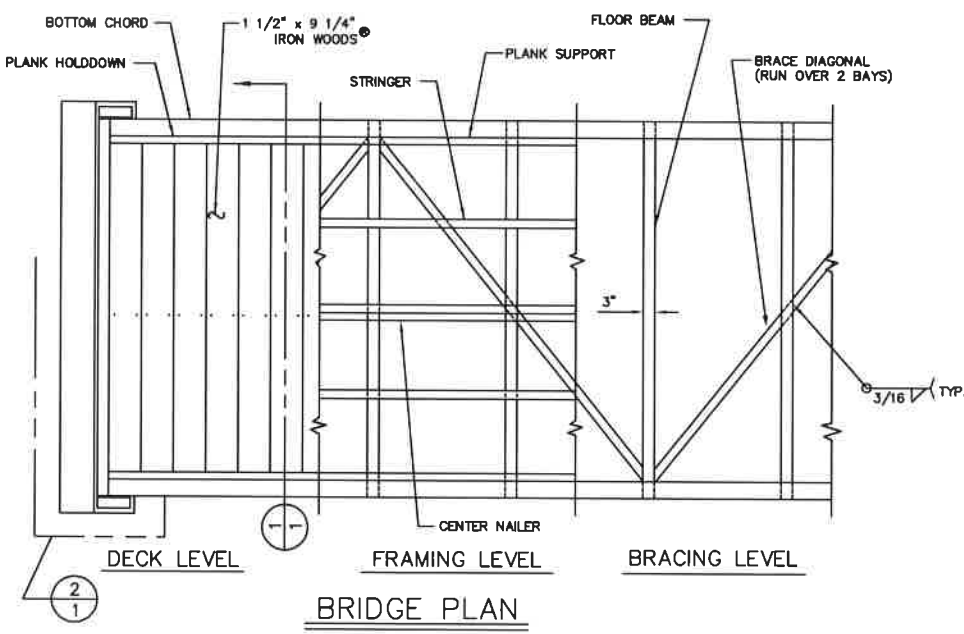 BOTTOM CHORD
1 1/2" x 9 1/4"
IRON WOODS®
FLOOR BEAM
PLANK HOLDDOWN
PLANK SUPPORT
STRINGER
BRACE DIAGONAL
(RUN OVER 2 BAYS)
3"
3/16
TYP.
1
1
CENTER NAILER
DECK LEVEL
FRAMING LEVEL
BRACING LEVEL
2
1
BRIDGE PLAN